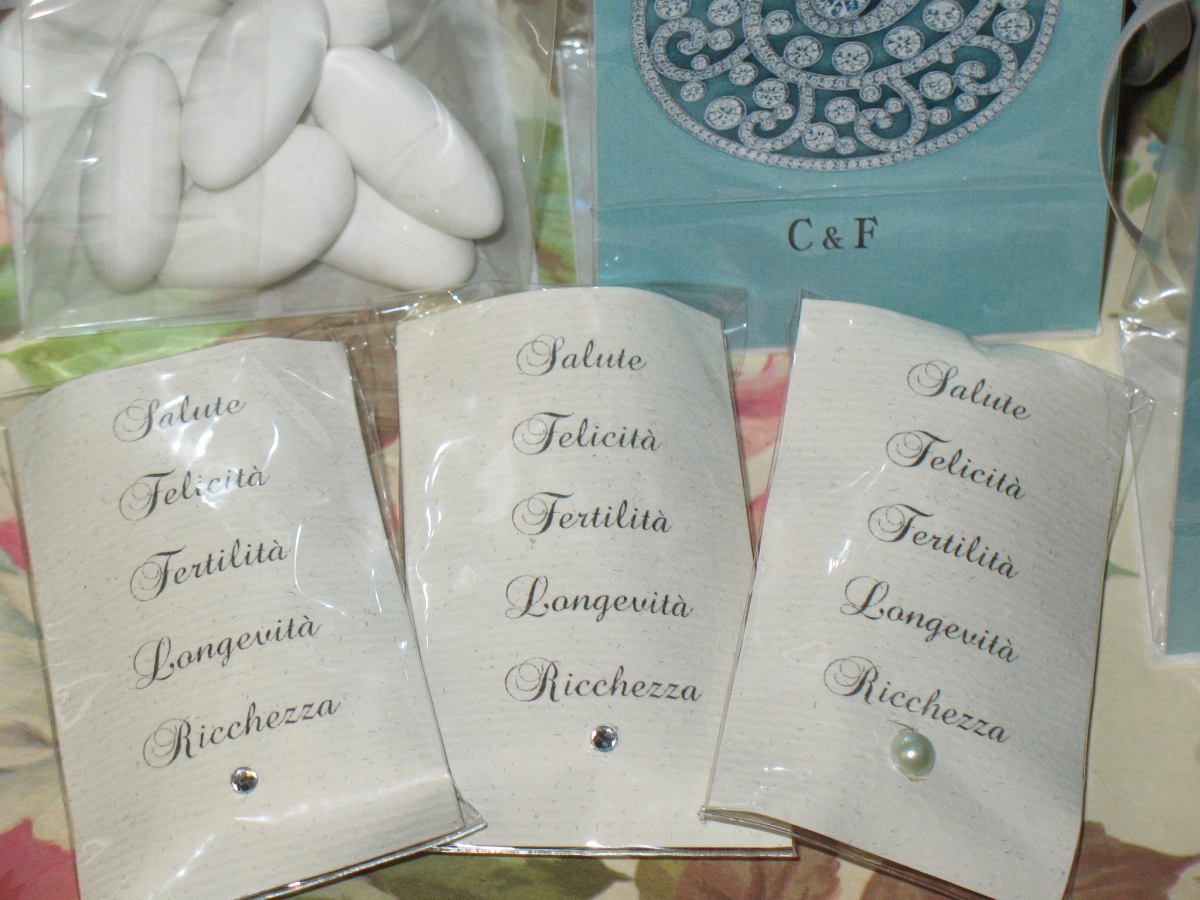 C & F
Salute
Felicità
Fertilità
Longevità
Ricchezza
Salute
Felicità
Fertilità
Longevità
Ricchezza
Salute
Felicità
Fertilità
Longevità
Ricchezza